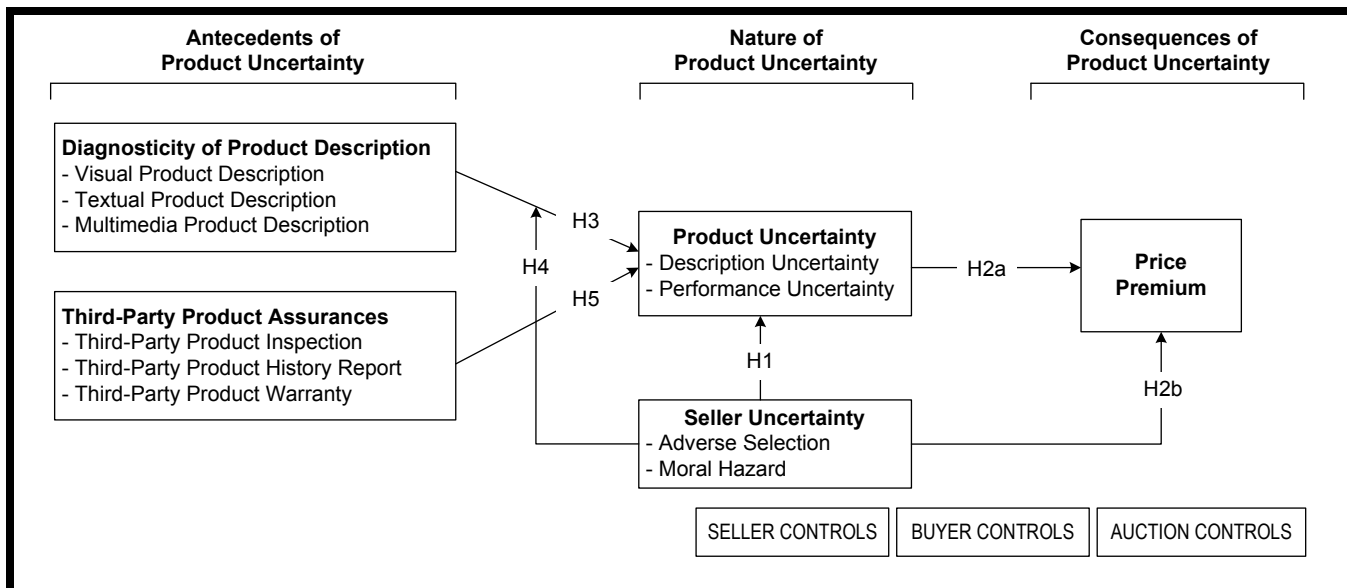 Antecedents of
Product Uncertainty
Nature of
Product Uncertainty
Consequences of
Product Uncertainty
Diagnosticity of Product Description
- Visual Product Description
- Textual Product Description
- Multimedia Product Description
H3
H4
H5
Third-Party Product Assurances
- Third-Party Product Inspection
- Third-Party Product History Report
- Third-Party Product Warranty
Product Uncertainty
- Description Uncertainty
- Performance Uncertainty
H2a
Price
Premium
H1
H2b
Seller Uncertainty
- Adverse Selection
- Moral Hazard
SELLER CONTROLS
BUYER CONTROLS
AUCTION CONTROLS